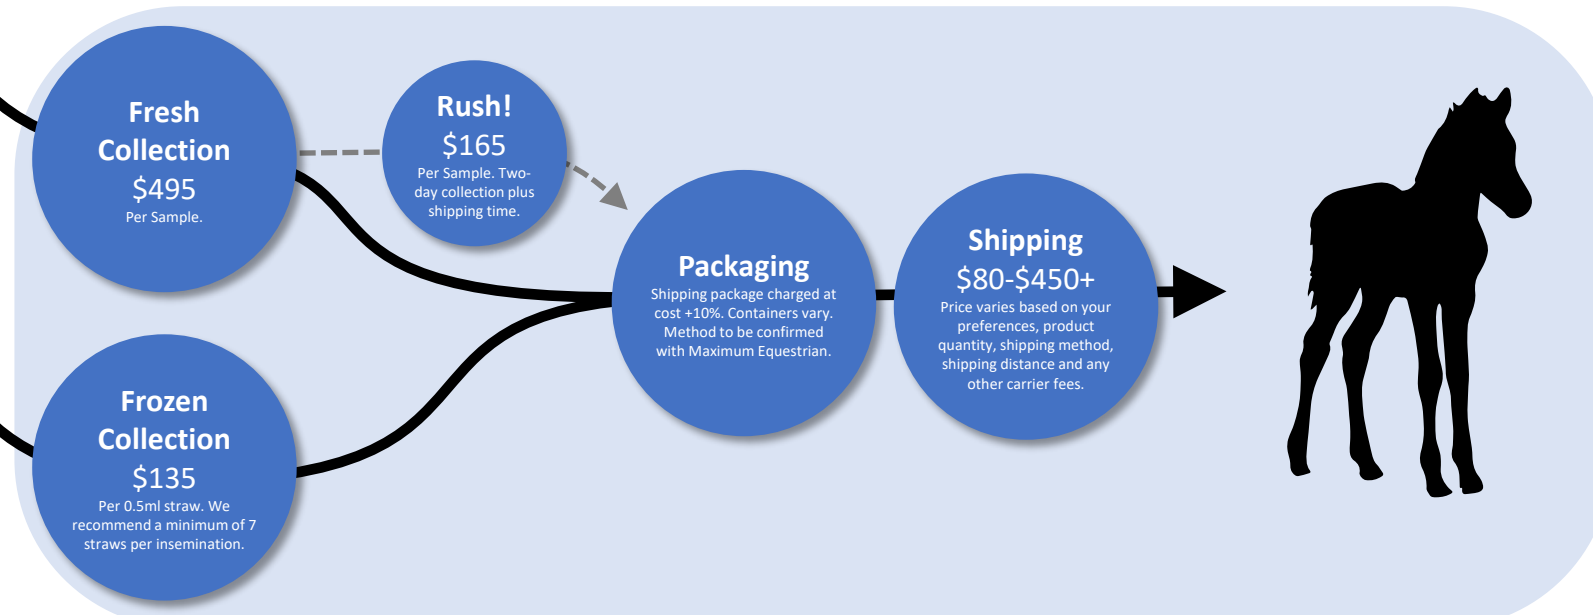 Fresh
Collection
$495
Per Sample.
Rush!
$165
Per Sample. Two-
day collection plus
shipping time.
Frozen
Collection
$135
Per 0.5ml straw. We
recommend a minimum of 7
straws per insemination.
Packaging
Shipping package charged at
cost +10%. Containers vary.
Method to be confirmed
with Maximum Equestrian.
Shipping
$80-$450+
Price varies based on your
preferences, product
quantity, shipping method,
shipping distance and any
other carrier fees.